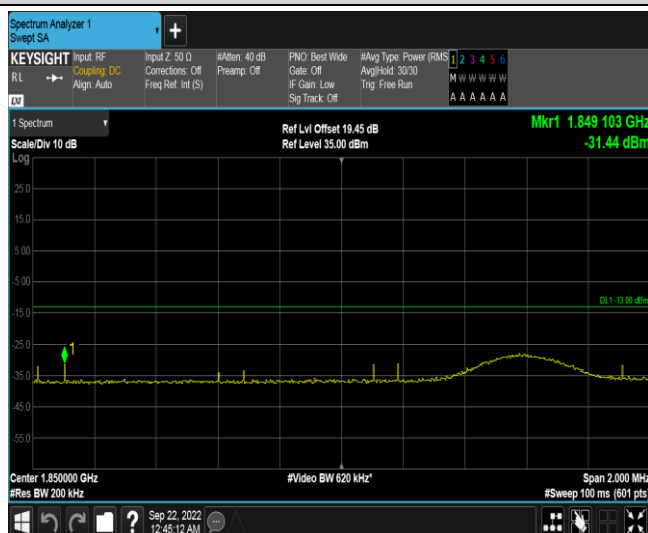 Spectrum Analyzer 1
Swept SA
+
KEYSIGHT
RL
Input: RF
Coupling: DC
Align: Auto
Input Z: 50 Ω
Corrections: Off
Freq Ref: Int (S)
#Atten: 40 dB
Preamp: Off
PNO: Best Wide
Gate: Off
IF Gain: Low
Sig Track: Off
#Avg Type: Power (RMS
Avg|Hold: 30/30
Trig: Free Run
1 2 3 4 5 6
M W W W W W
A A A A A A
LXI
1 Spectrum
Scale/Div 10 dB
Ref Lvl Offset 19.45 dB
Ref Level 35.00 dBm
Mkr1 1.849 103 GHz
-31.44 dBm
Log
25.0
15.0
5.00
-5.00
-15.0
-25.0
-35.0
-45.0
-55.0
DL1 -13.00 dBm
1
Center 1.850000 GHz
#Res BW 200 kHz
#Video BW 620 kHz*
Span 2.000 MHz
#Sweep 100 ms (601 pts)
?
Sep 22, 2022
12:45:12 AM